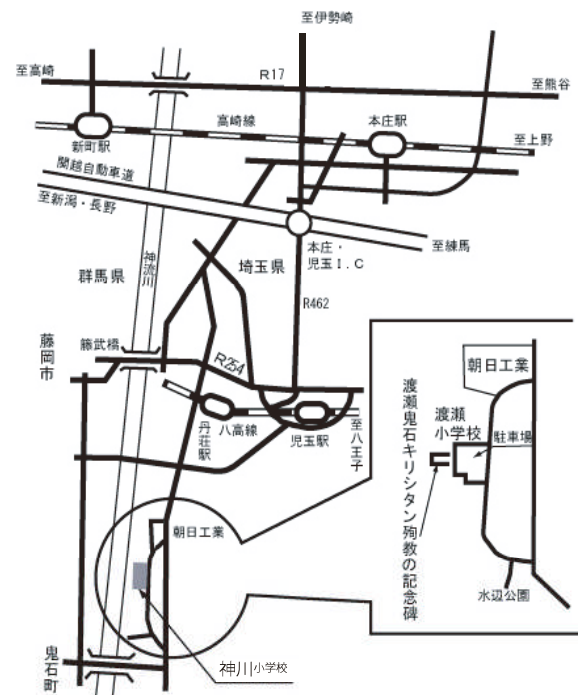 至伊勢崎
至高崎
R17
至熊谷
高崎線
本庄駅
新町駅
至上野
関越自動車道
至新潟・長野
至練馬
本庄・
児玉I.C
群馬県
神流川
埼玉県
R462
藤岡市
籐武橋
R254
丹荘駅
八高線
児玉駅
至八王子
朝日工業
神川小学校
鬼石町
朝日工業
渡瀬
小学校
駐車場
渡瀬鬼石キリシタン殉教の記念碑
水辺公園